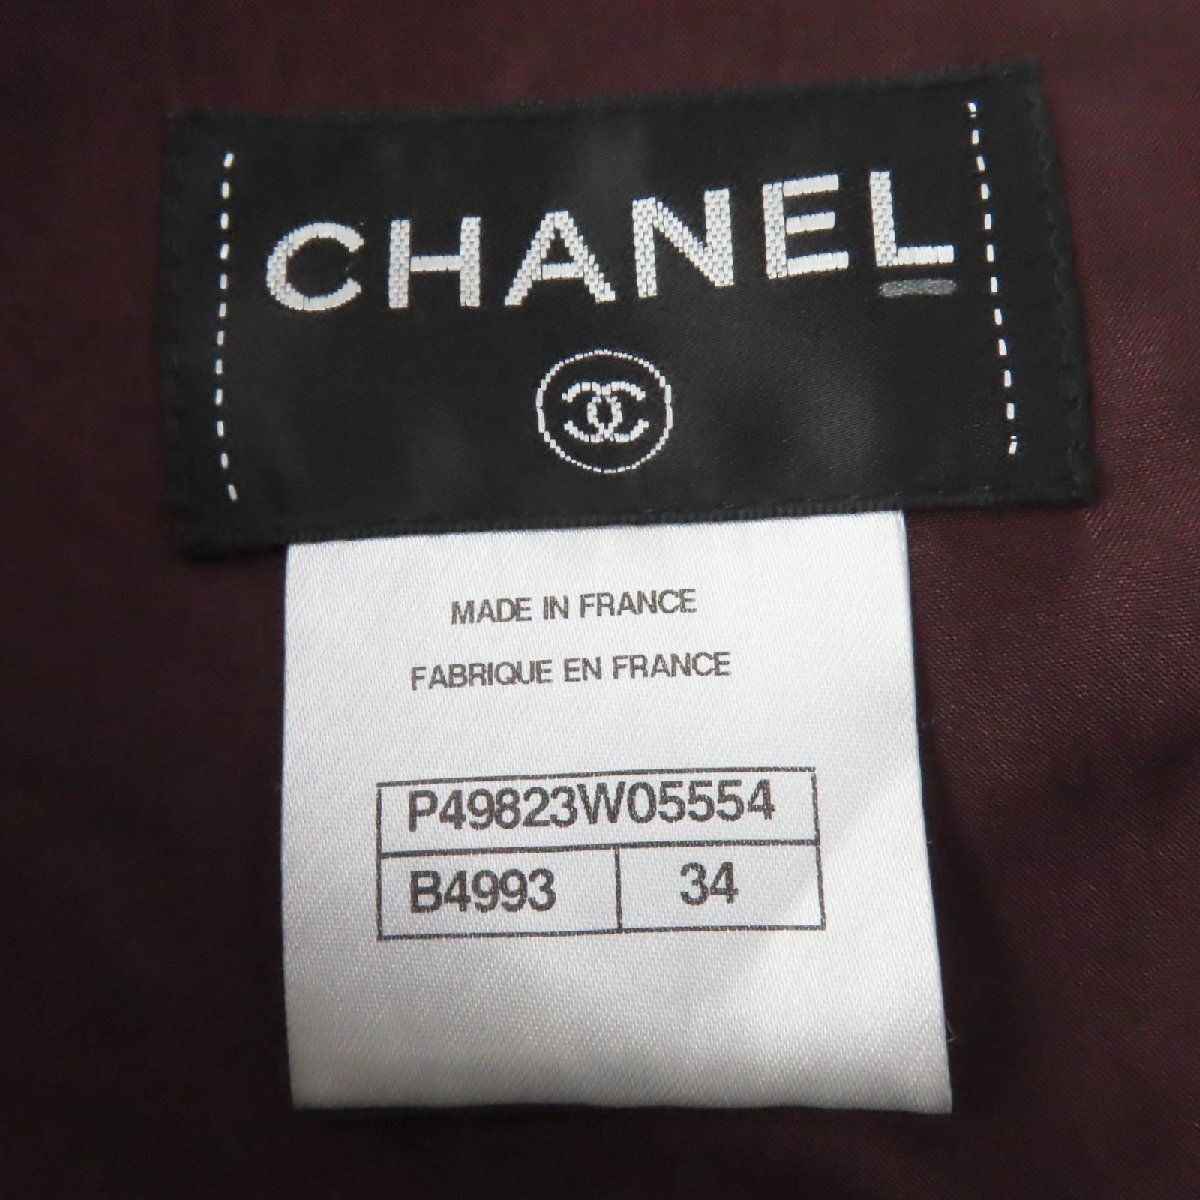 CHANEL
MADE IN FRANCE
FABRIQUE EN FRANCE
P49823W05554
B4993 34